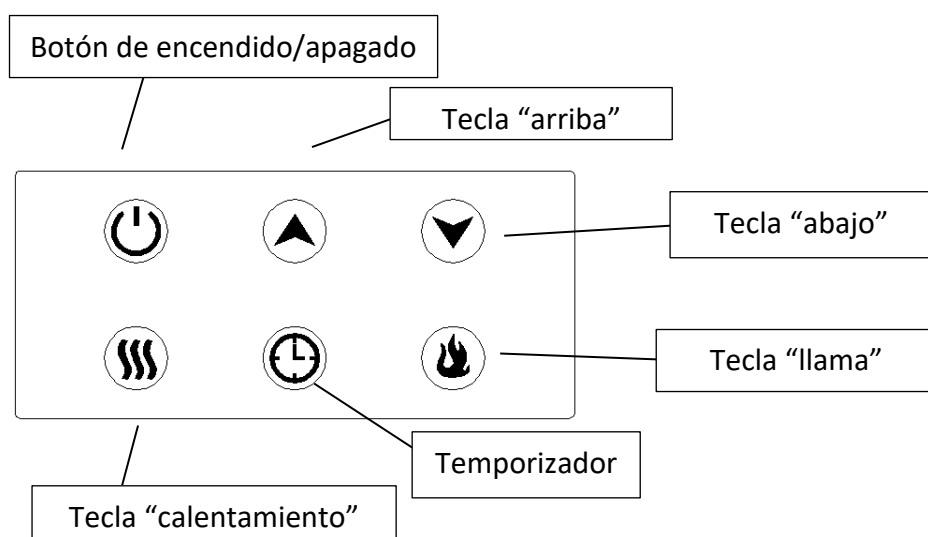 Botón de encendido/apagado
Tecla “arriba”
Tecla “abajo”
Tecla “llama”
Temporizador
Tecla “calentamiento”